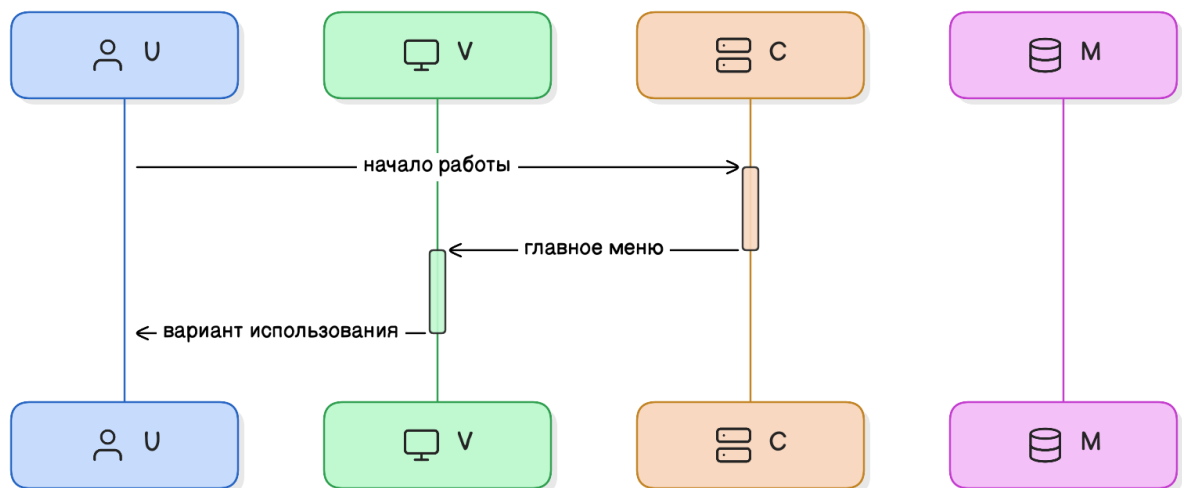 U
V
C
M
начало работы
главное меню
вариант использования
U
V
C
M